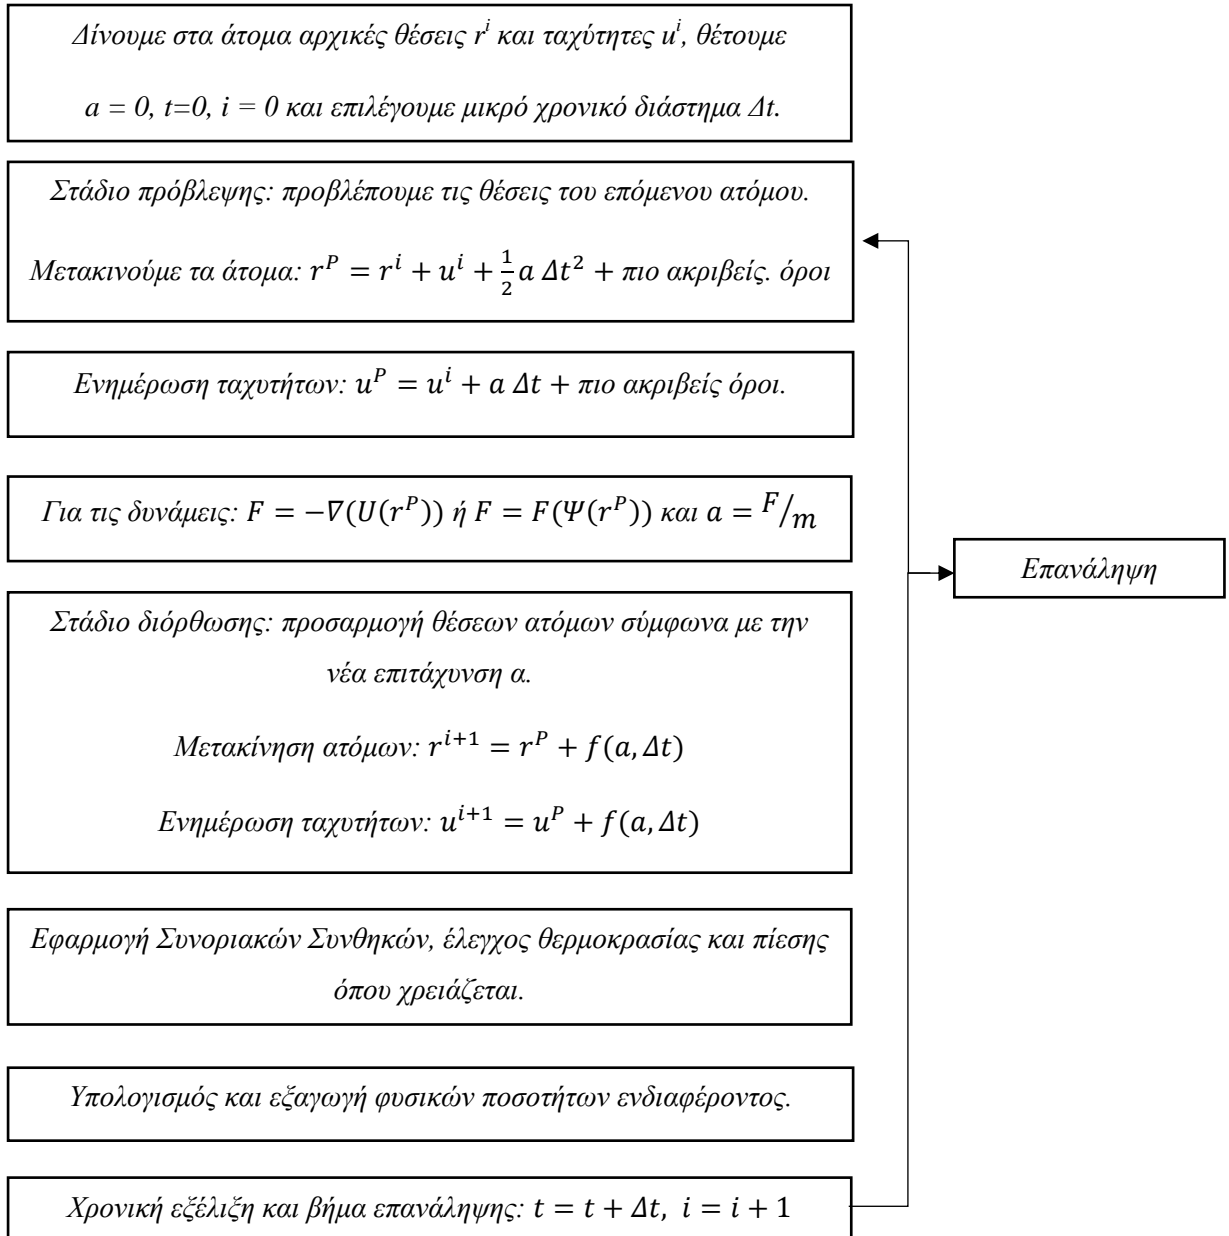 Δίνουμε στα άτομα αρχικές θέσεις rⁱ και ταχύτητες uⁱ, θέτουμε
a = 0, t=0, i = 0 και επιλέγουμε μικρό χρονικό διάστημα Δt.
Στάδιο πρόβλεψης: προβλέπουμε τις θέσεις του επόμενου ατόμου.
Μετακινούμε τα άτομα: r^P = r^i + u^i + 1/2 a Δt² + πιο ακριβείς. όροι
Ενημέρωση ταχυτήτων: u^P = u^i + a Δt + πιο ακριβείς όροι.
Για τις δυνάμεις: F = −∇(U(r^P)) ή F = F(Ψ(r^P)) και a = F/m
Επανάληψη
Στάδιο διόρθωσης: προσαρμογή θέσεων ατόμων σύμφωνα με την
νέα επιτάχυνση α.
Μετακίνηση ατόμων: r^{i+1} = r^P + f(a, Δt)
Ενημέρωση ταχυτήτων: u^{i+1} = u^P + f(a, Δt)
Εφαρμογή Συνοριακών Συνθηκών, έλεγχος θερμοκρασίας και πίεσης
όπου χρειάζεται.
Υπολογισμός και εξαγωγή φυσικών ποσοτήτων ενδιαφέροντος.
Χρονική εξέλιξη και βήμα επανάληψης: t = t + Δt, i = i + 1